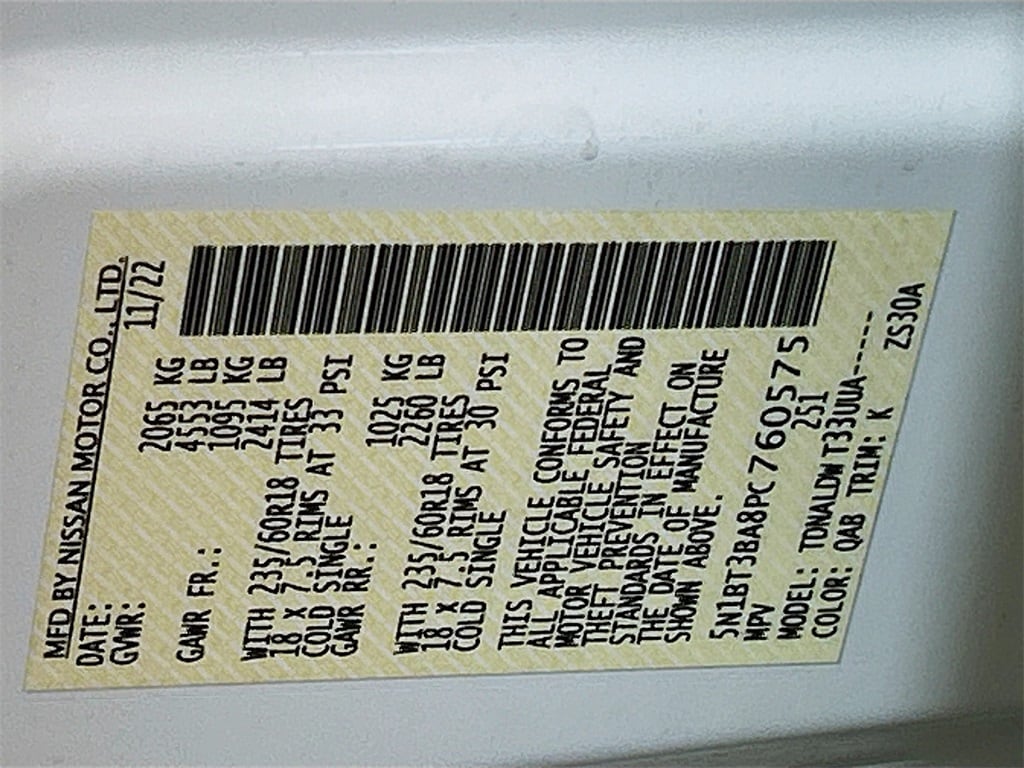 MFD BY NISSAN MOTOR CO., LTD.
DATE: 11/22
GVWR: 2065 KG
4553 LB
GAWR FR.: 1095 KG
2414 LB
WITH 235/60R18 TIRES
18 X 7.5 RIMS AT 33 PSI
COLD SINGLE
GAWR RR.: 1025 KG
2260 LB
WITH 235/60R18 TIRES
18 X 7.5 RIMS AT 30 PSI
COLD SINGLE
THIS VEHICLE CONFORMS TO
ALL APPLICABLE FEDERAL
MOTOR VEHICLE SAFETY AND
THEFT PREVENTION
STANDARDS IN EFFECT ON
THE DATE OF MANUFACTURE
SHOWN ABOVE.
5N1BT3BA8PC760575
MPV 251
MODEL: TONALDW T33UUA-----
COLOR: QAB TRIM: K ZS30A